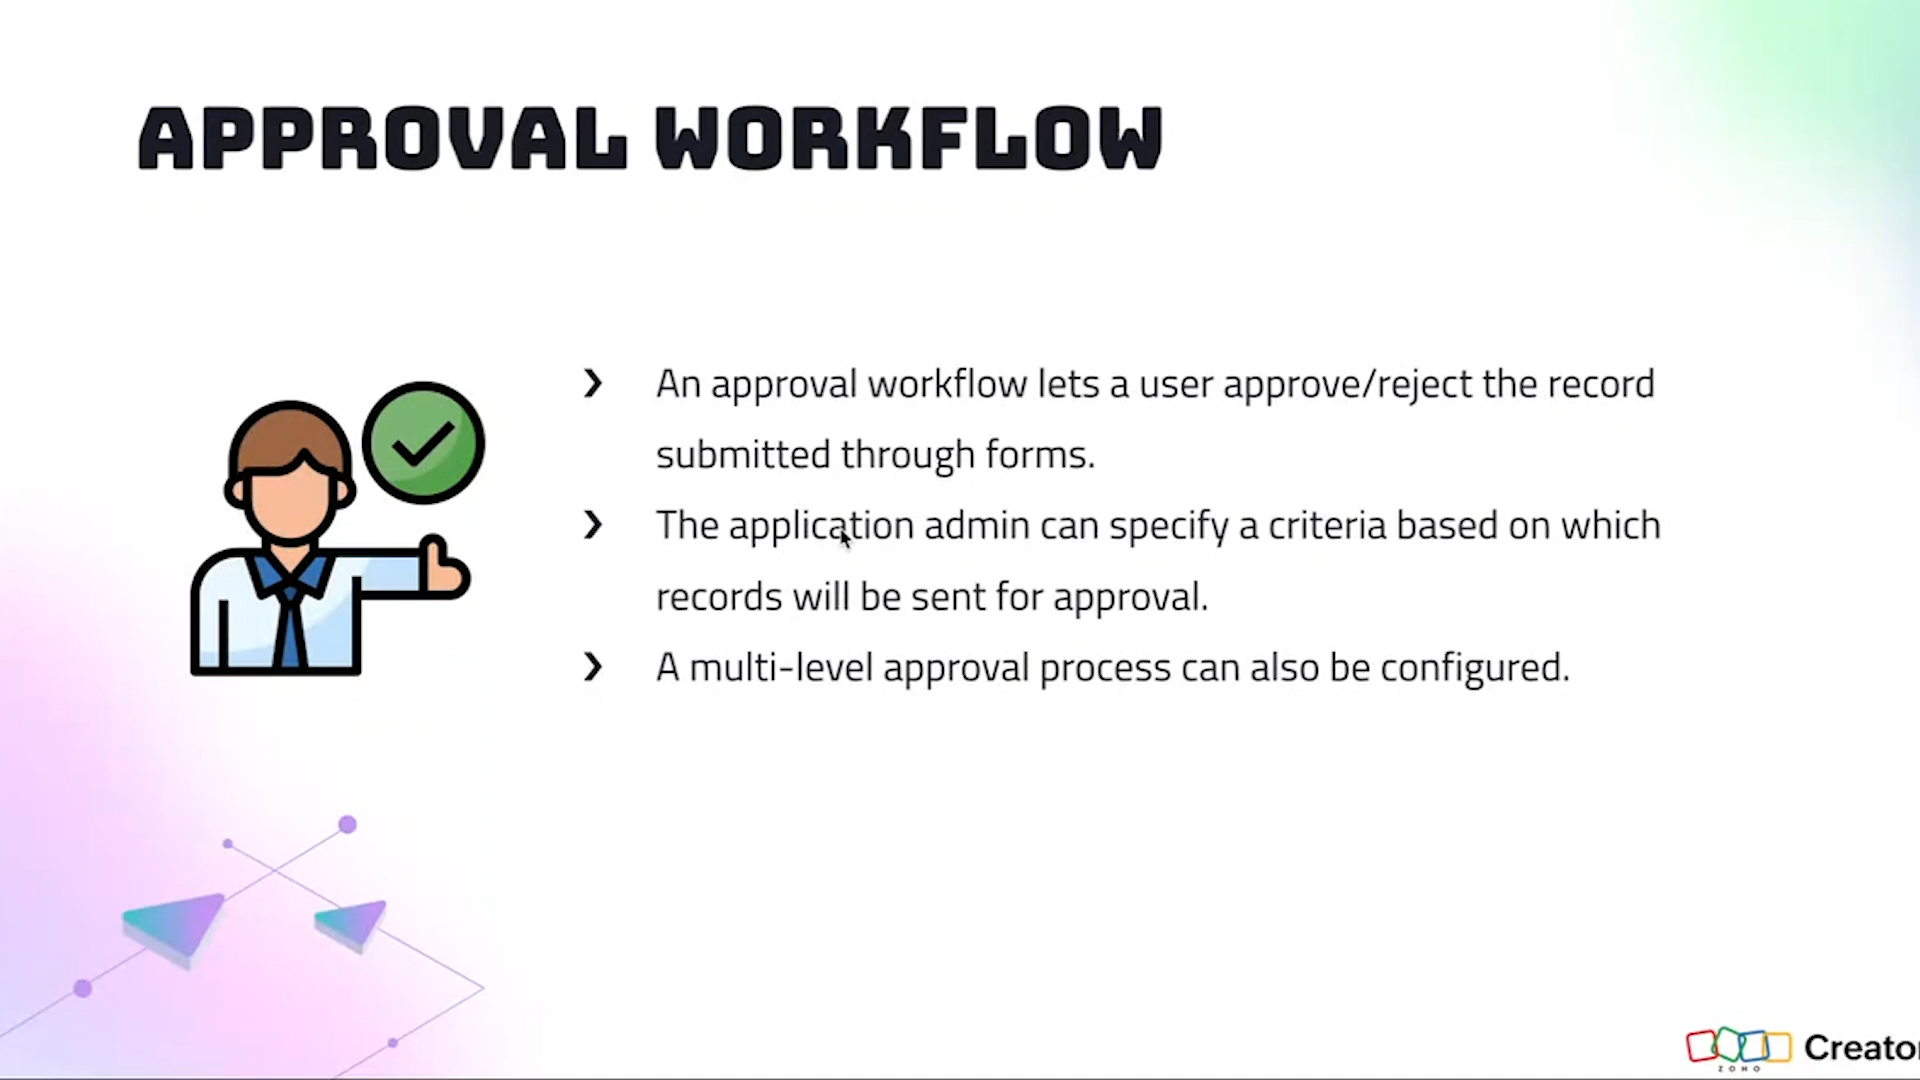 APPROVAL WORKFLOW
❯ An approval workflow lets a user approve/reject the record
submitted through forms.
❯ The application admin can specify a criteria based on which
records will be sent for approval.
❯ A multi-level approval process can also be configured.
ZOHO
Creator